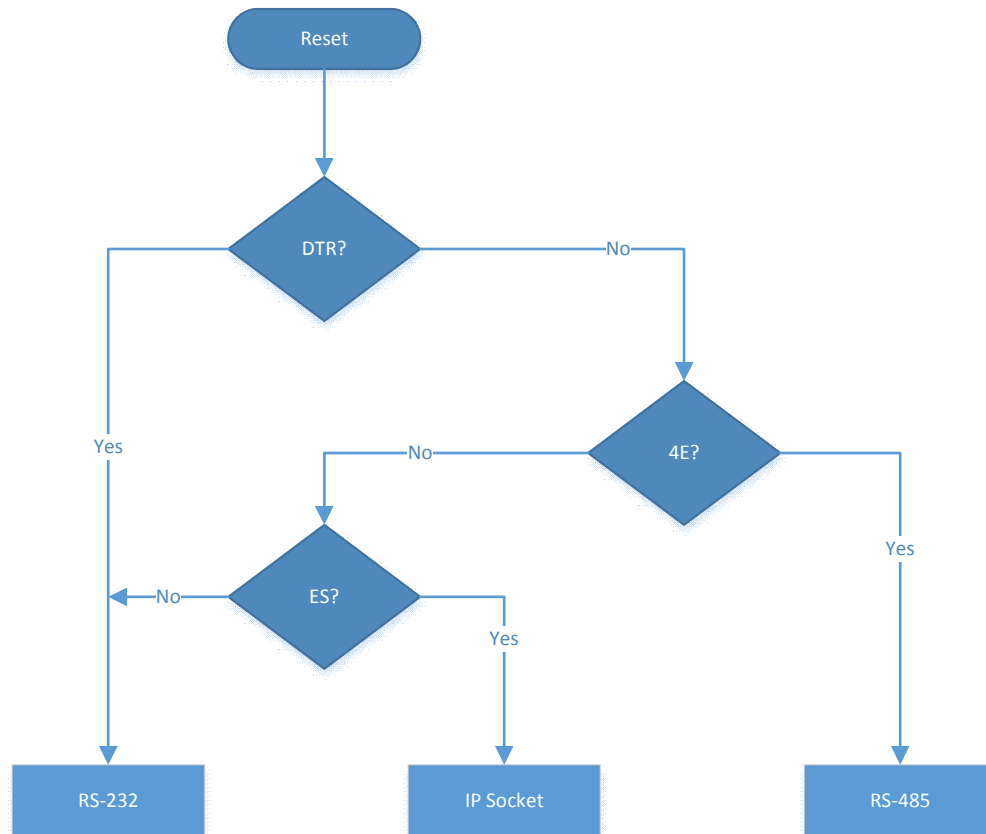 Reset
DTR?
No
Yes
4E?
No
Yes
ES?
No
Yes
RS-232
IP Socket
RS-485